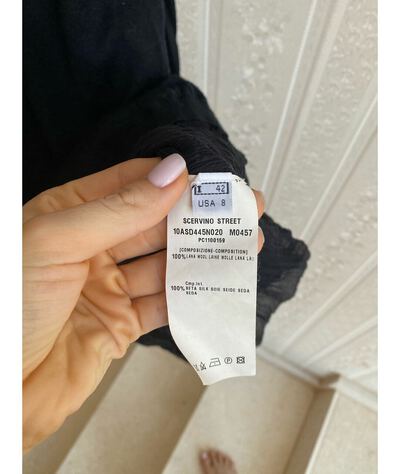 I 42
USA 8
SCERVINO STREET
10ASD445N020 M0457
PC1100159
[COMPOSIZIONE-COMPOSITION]
100% LANA WOOL LAINE WOLLE LANA LA
Cmp.int.
100% SETA SILK SOIE SEIDE SEDA
SEDA